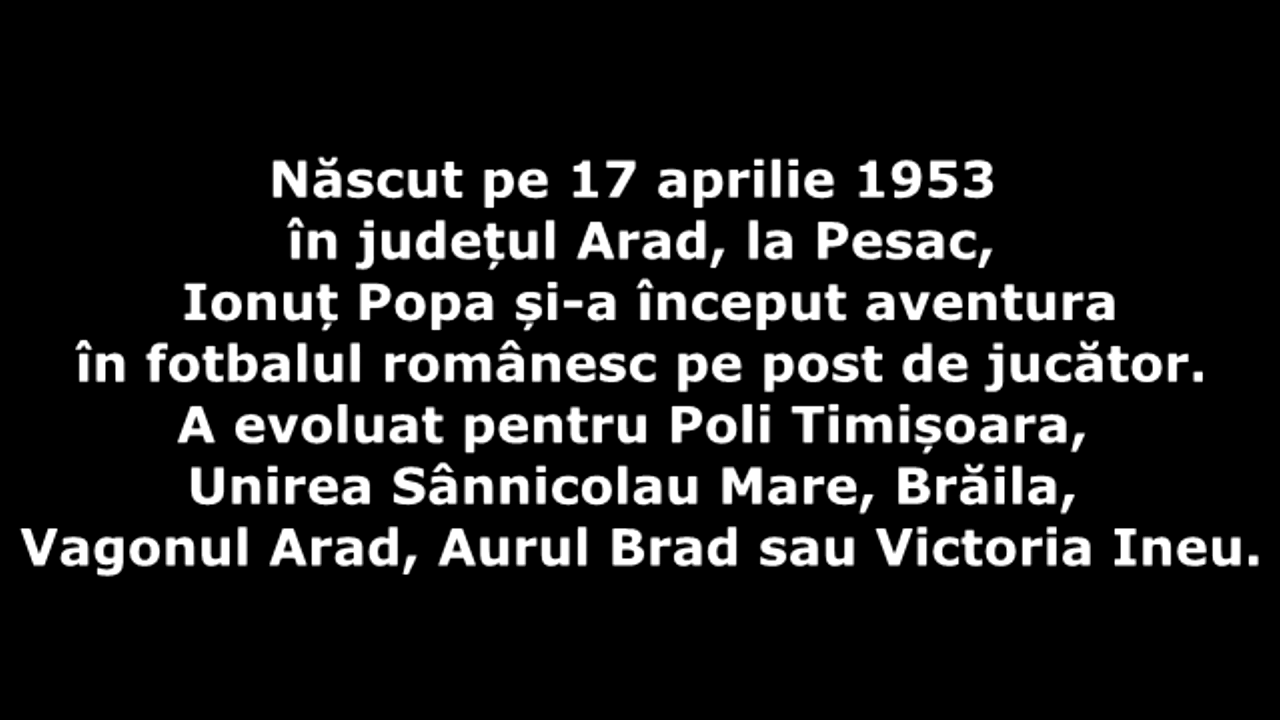 Născut pe 17 aprilie 1953
în județul Arad, la Pesac,
Ionuț Popa și-a început aventura
în fotbalul românesc pe post de jucător.
A evoluat pentru Poli Timișoara,
Unirea Sânnicolau Mare, Brăila,
Vagonul Arad, Aurul Brad sau Victoria Ineu.